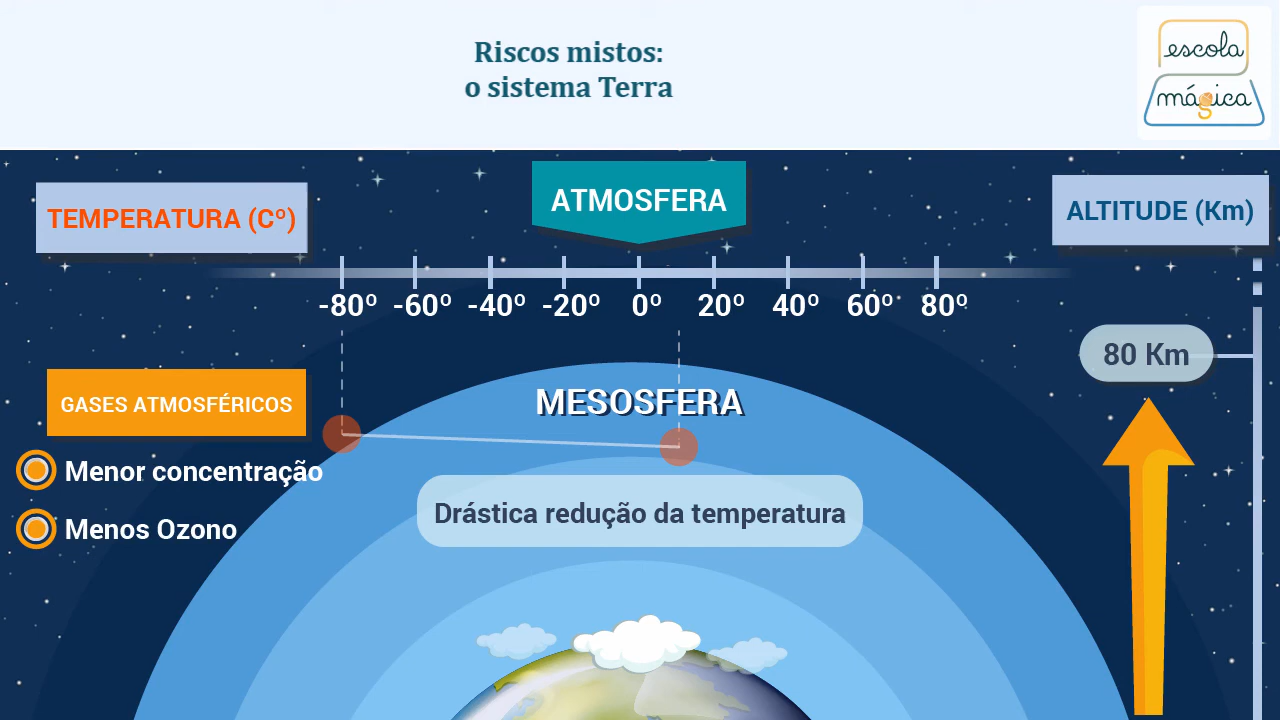 Riscos mistos:
o sistema Terra
escola
mágica
TEMPERATURA (Cº)
ATMOSFERA
ALTITUDE (Km)
-80º -60º -40º -20º 0º 20º 40º 60º 80º
80 Km
GASES ATMOSFÉRICOS
MESOSFERA
Menor concentração
Drástica redução da temperatura
Menos Ozono